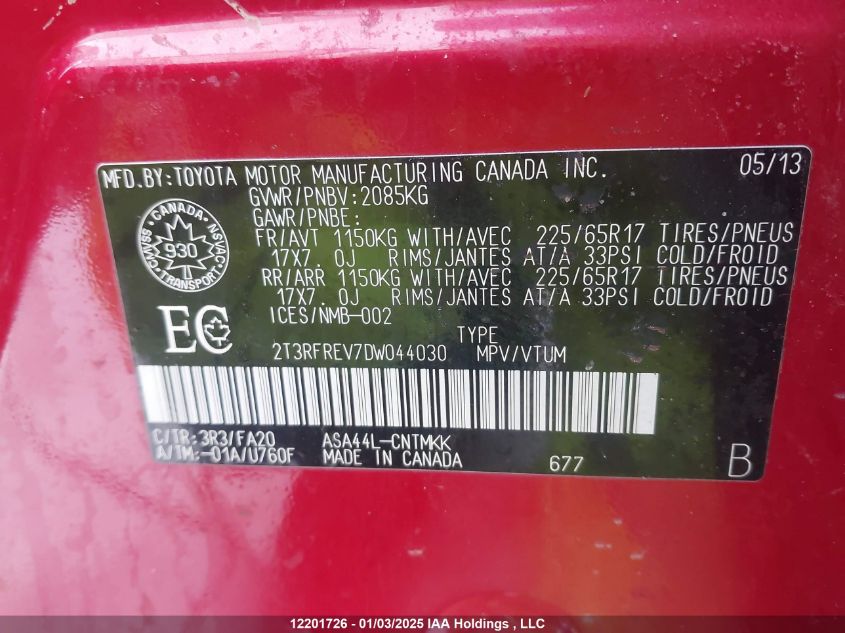 MFD.BY:TOYOTA MOTOR MANUFACTURING CANADA INC. 05/13
GVWR/PNBV:2085KG
GAWR/PNBE:
FR/AVT 1150KG WITH/AVEC 225/65R17 TIRES/PNEUS
17X7.0J RIMS/JANTES AT/A 33PSI COLD/FROID
RR/ARR 1150KG WITH/AVEC 225/65R17 TIRES/PNEUS
17X7.0J RIMS/JANTES AT/A 33PSI COLD/FROID
ICES/NMB-002
CANADA
CMVSS 930 NSVAC
TRANSPORT
EC
TYPE
2T3RFREV7DW044030 MPV/VTUM
C/TR:3R3/FA20 ASA44L-CNTMKK
A/TM:-01A/U760F MADE IN CANADA 677 B
12201726 - 01/03/2025 IAA Holdings , LLC